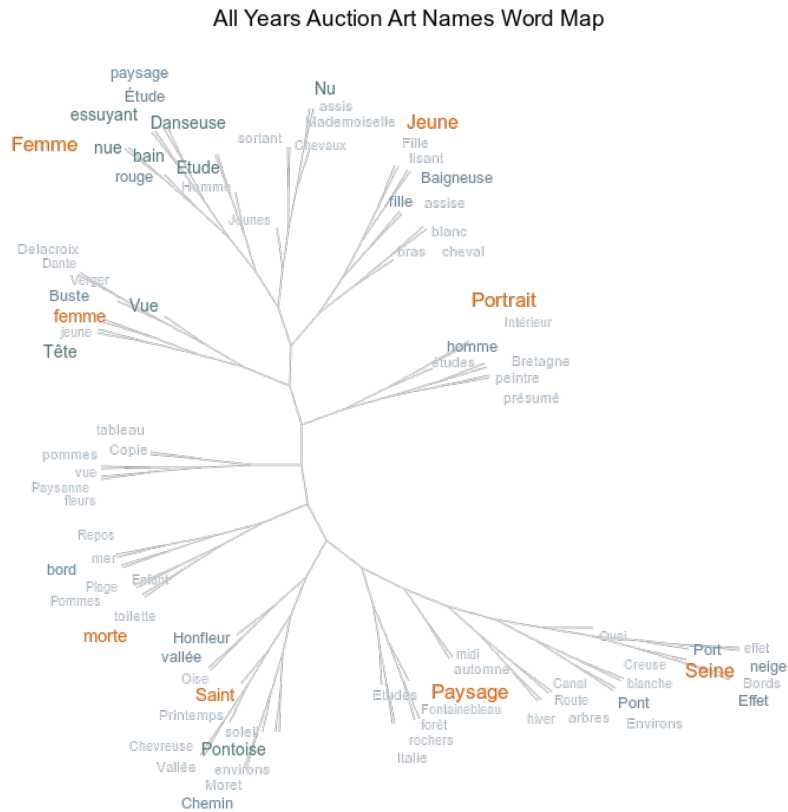 All Years Auction Art Names Word Map
paysage
Étude
Nu
essuyant
Danseuse
assis
Mademoiselle
Jeune
Femme
nue
bain
sortant
Chevaux
Fille
lisant
rouge
Etude
Homme
Baigneuse
fille
assise
Jeunes
blanc
bras
cheval
Delacroix
Dante
Verger
Buste
Vue
femme
jeune
Tête
Portrait
Intérieur
homme
études
Bretagne
peintre
présumé
tableau
Copie
pommes
vue
Paysanne
fleurs
Repos
mer
bord
Plage
Enfant
Pommes
toilette
morte
Honfleur
vallée
Oise
Saint
Printemps
soleil
Chevreuse
Pontoise
Vallée
environs
Moret
Chemin
midi
automne
Etudes
Paysage
Fontainebleau
forêt
rochers
Italie
Quai
Port
effet
Creuse
Seine
neige
Canal
blanche
Bords
Route
Pont
Effet
hiver
arbres
Environs